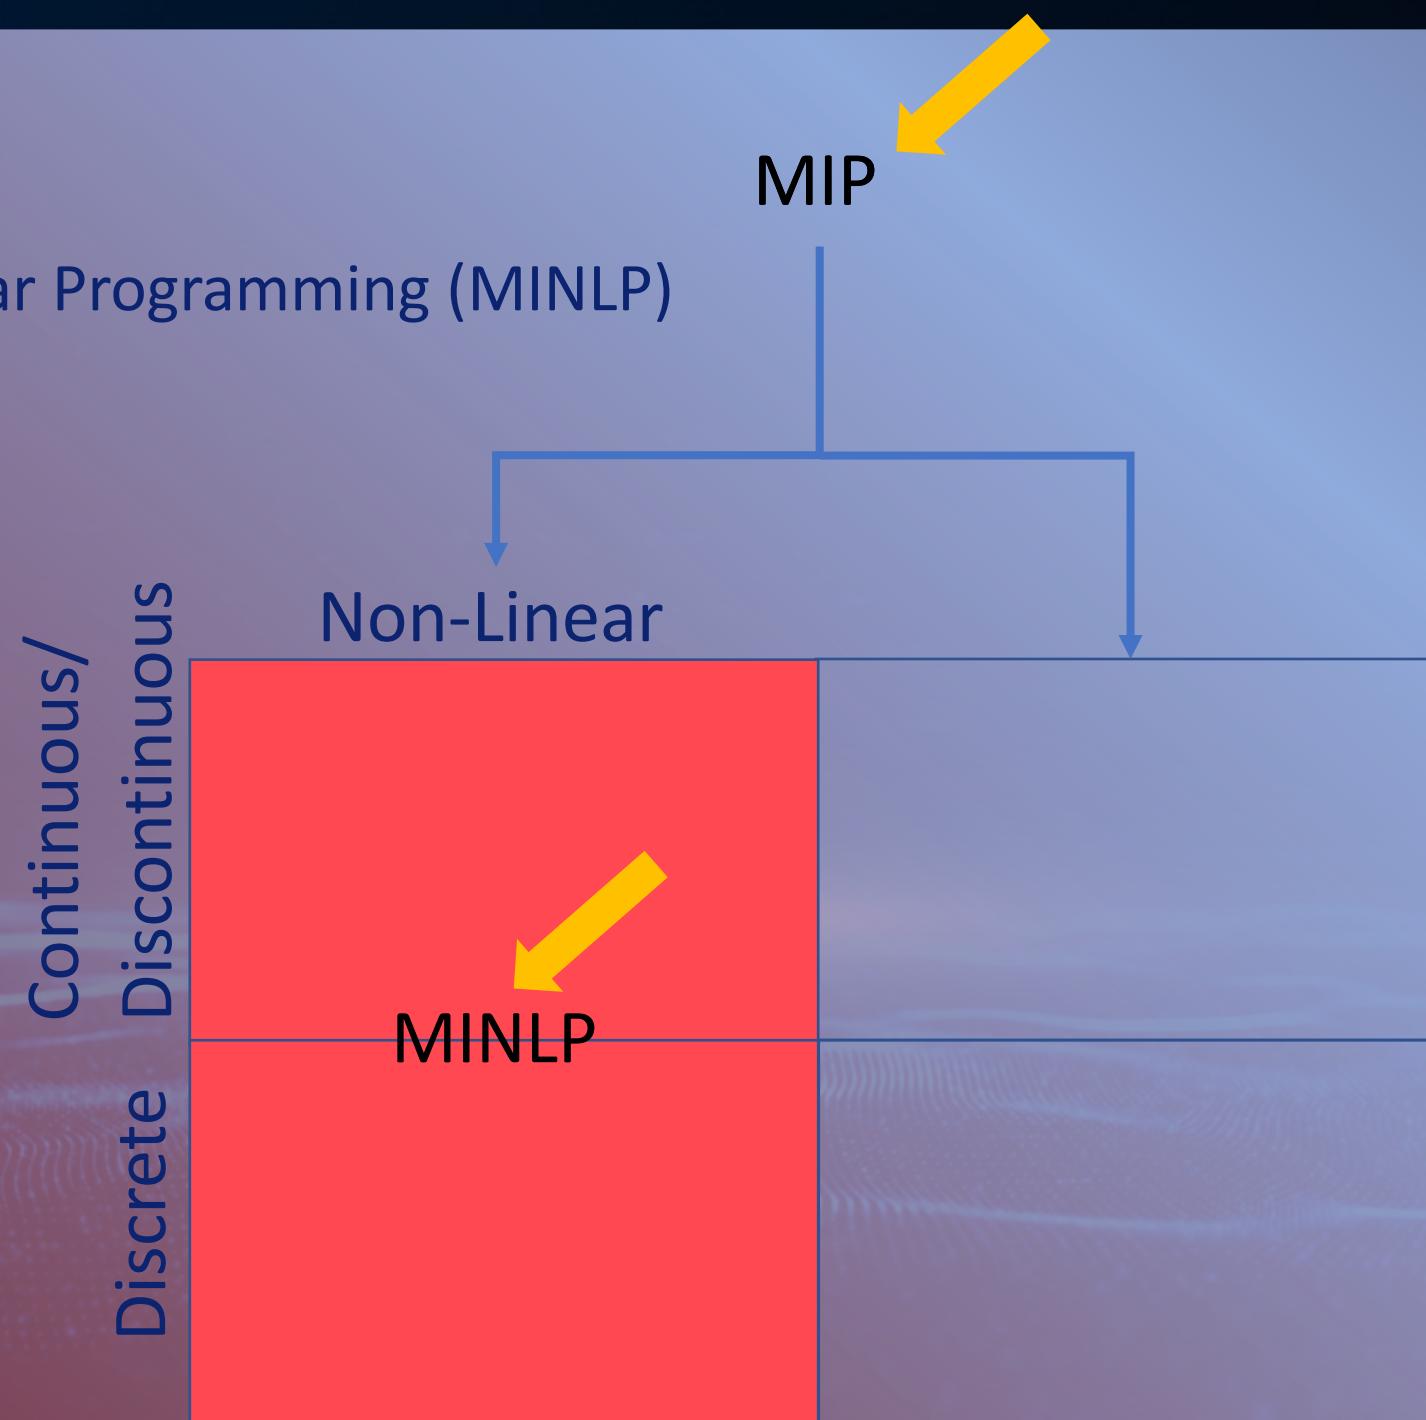 MIP
ar Programming (MINLP)
Non-Linear
Continuous/
Discontinuous
MINLP
Discrete